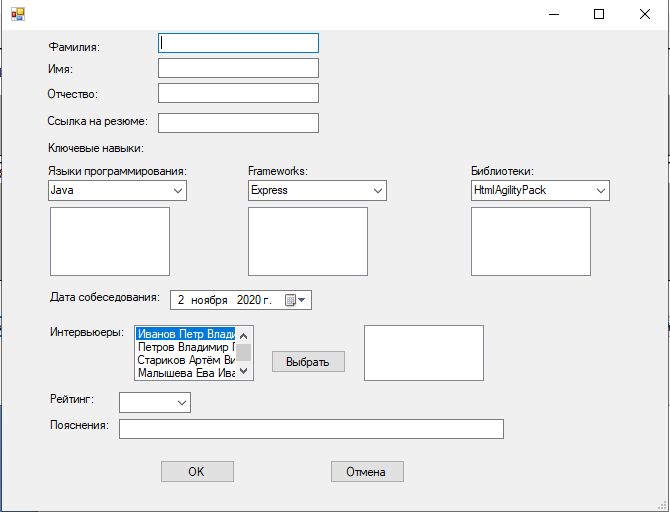 Фамилия:
Имя:
Отчество:
Ссылка на резюме:
Ключевые навыки:
Языки программирования: Frameworks: Библиотеки:
Java Express HtmlAgilityPack
Дата собеседования: 2 ноября 2020 г.
Интервьюеры:
Иванов Петр Влади
Петров Владимир Г
Стариков Артём Ви
Малышева Ева Ива
Выбрать
Рейтинг:
Пояснения:
OK Отмена